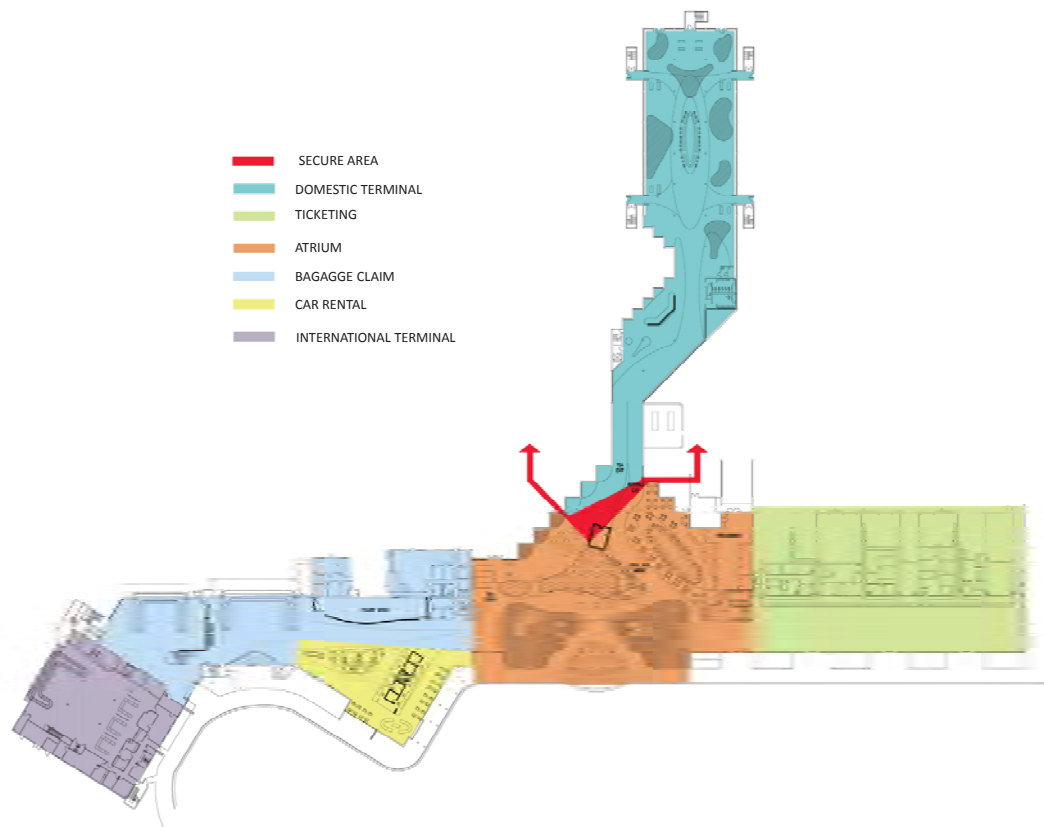 SECURE AREA
DOMESTIC TERMINAL
TICKETING
ATRIUM
BAGAGGE CLAIM
CAR RENTAL
INTERNATIONAL TERMINAL